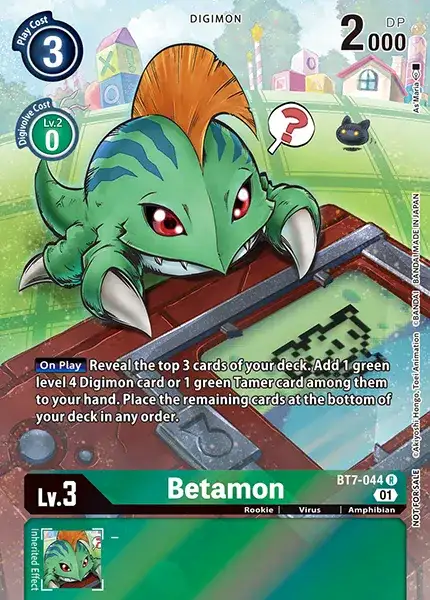 DIGIMON
Play Cost
3
2000
DP
Digivolve Cost
Lv.2
0
?
As'Maria
On Play Reveal the top 3 cards of your deck. Add 1 green
level 4 Digimon card or 1 green Tamer card among them
to your hand. Place the remaining cards at the bottom of
your deck in any order.
©Akiyoshi Hongo, Toei Animation ©BANDAI BANDAI MADE IN JAPAN
NOT FOR SALE
Lv.3
Betamon
BT7-044 R
01
Rookie Virus Amphibian
Inherited Effect
–